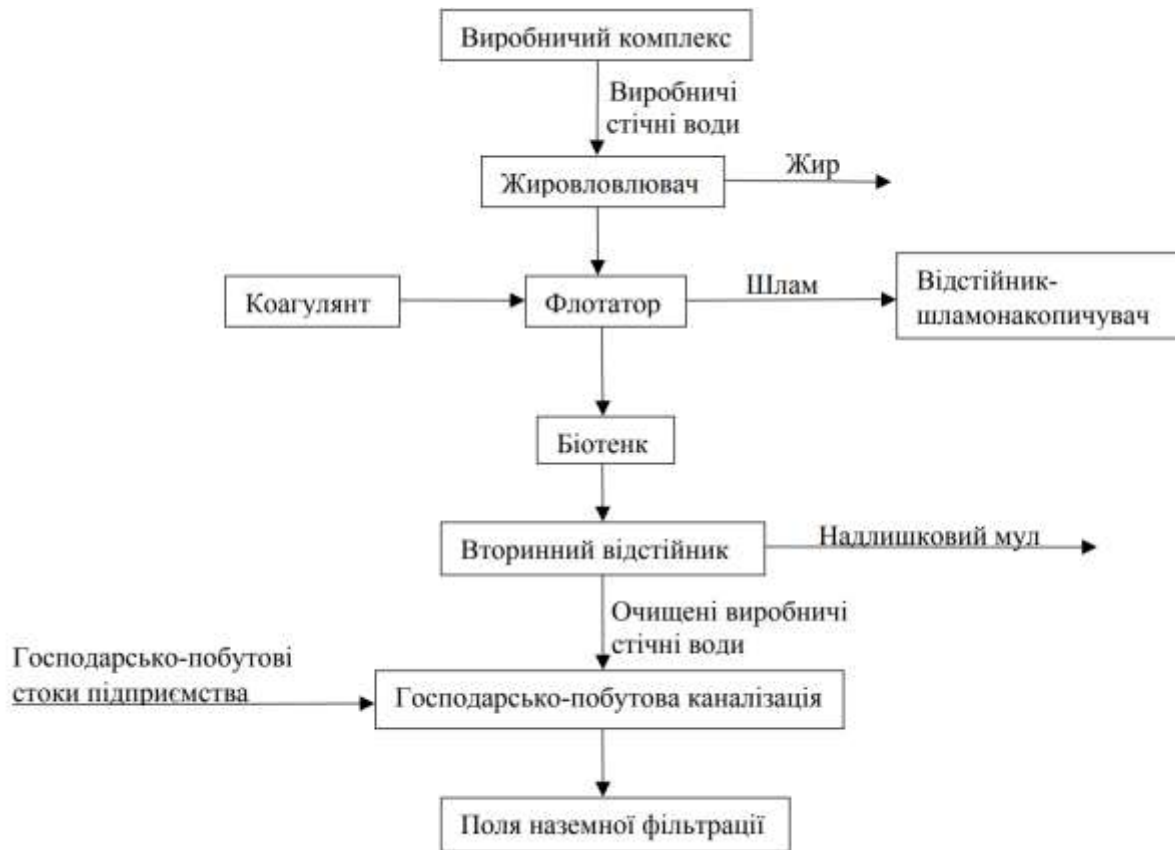 Виробничий комплекс
Виробничі
стічні води
Жировловлювач
Жир
Коагулянт
Флотатор
Шлам
Відстійник-
шламонакопичувач
Біотенк
Вторинний відстійник
Надлишковий мул
Очищені виробничі
стічні води
Господарсько-побутові
стоки підприємства
Господарсько-побутова каналізація
Поля наземної фільтрації